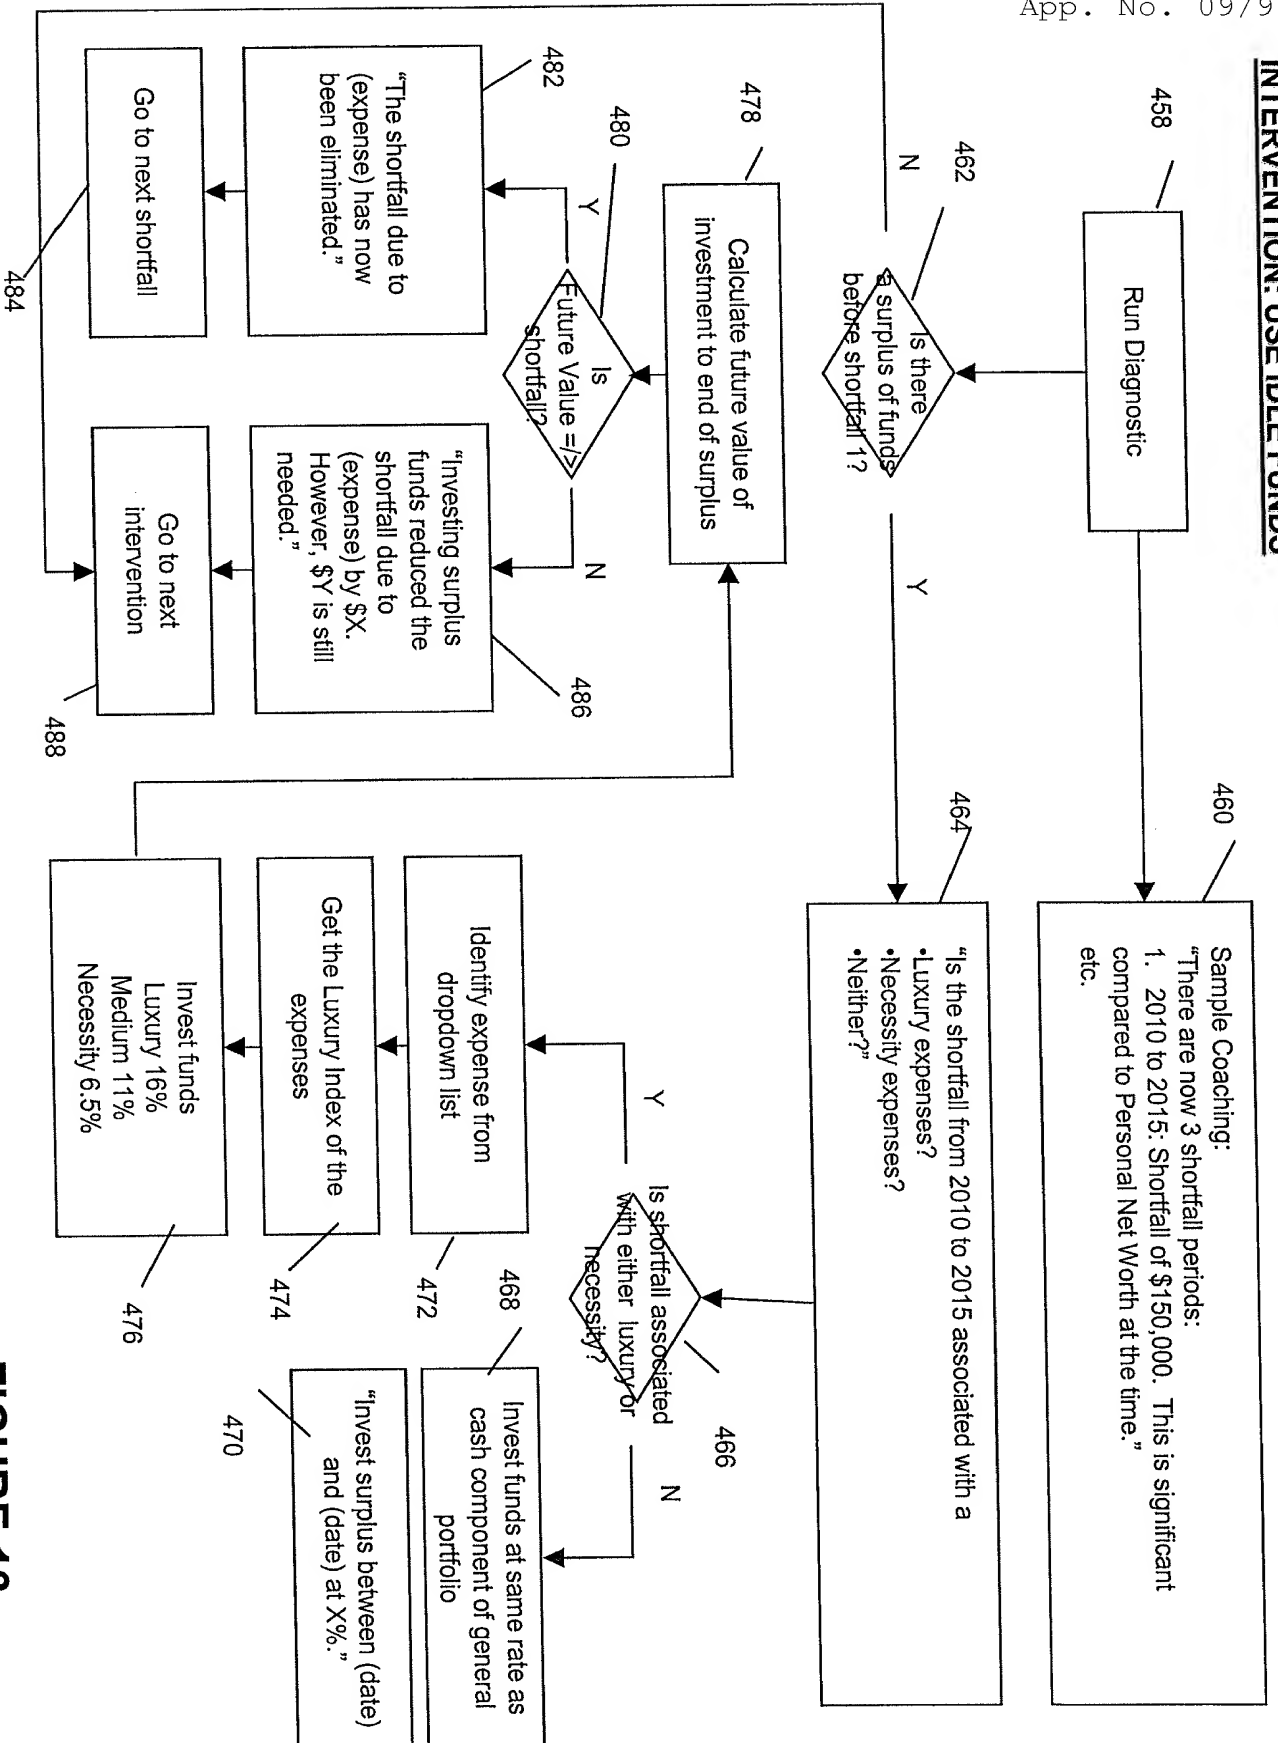 App. No. 09/9
INTERVENTION: USE IDLE FUNDS
458
Run Diagnostic
460
Sample Coaching:
“There are now 3 shortfall periods:
1. 2010 to 2015: Shortfall of $150,000. This is significant
compared to Personal Net Worth at the time.”
etc.
462
Is there
a surplus of funds
before shortfall 1?
N
Y
464
“Is the shortfall from 2010 to 2015 associated with a
•Luxury expenses?
•Necessity expenses?
•Neither?”
466
Is shortfall associated
with either luxury or
necessity?
Y
N
468
Invest funds at same rate as
cash component of general
portfolio
470
“Invest surplus between (date)
and (date) at X%.”
472
Identify expense from
dropdown list
474
Get the Luxury Index of the
expenses
476
Invest funds
Luxury 16%
Medium 11%
Necessity 6.5%
478
Calculate future value of
investment to end of surplus
480
Is
Future Value =/>
shortfall?
Y
N
482
“The shortfall due to
(expense) has now
been eliminated.”
484
Go to next shortfall
486
“Investing surplus
funds reduced the
shortfall due to
(expense) by $X.
However, $Y is still
needed.”
488
Go to next
intervention